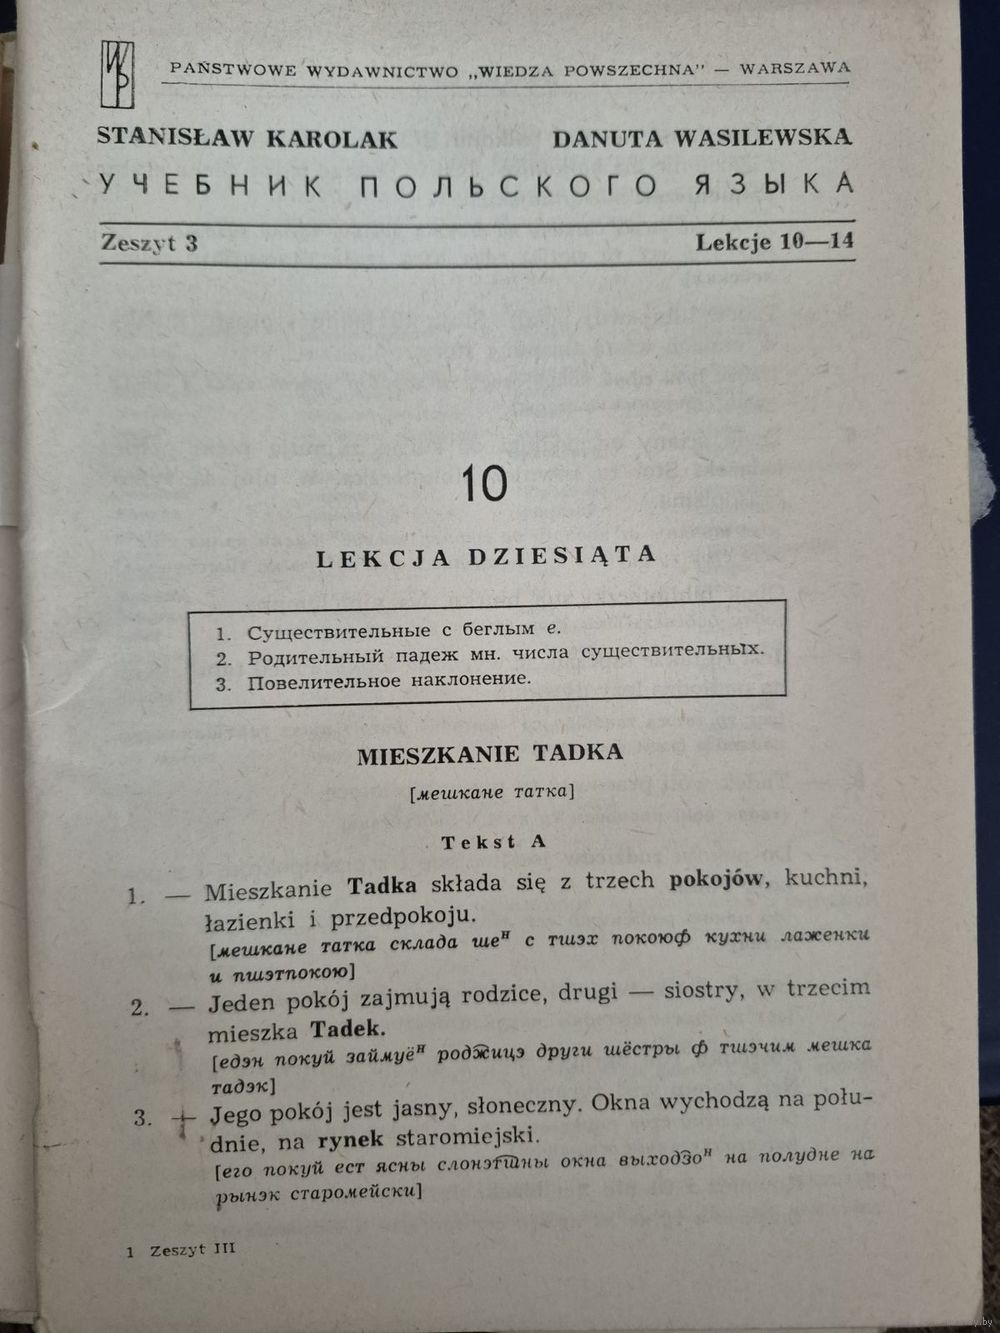 WP
PAŃSTWOWE WYDAWNICTWO „WIEDZA POWSZECHNA” — WARSZAWA
STANISŁAW KAROLAK DANUTA WASILEWSKA
УЧЕБНИК ПОЛЬСКОГО ЯЗЫКА
Zeszyt 3 Lekcje 10—14
10
LEKCJA DZIESIĄTA
1. Существительные с беглым е.
2. Родительный падеж мн. числа существительных.
3. Повелительное наклонение.
MIESZKANIE TADKA
[мешкане татка]
Tekst A
1. — Mieszkanie Tadka składa się z trzech pokojów, kuchni,
łazienki i przedpokoju.
[мешкане татка склада шеᴴ с тшэх покоюф кухни лаженки
и пшэтпокою]
2. — Jeden pokój zajmują rodzice, drugi — siostry, w trzecim
mieszka Tadek.
[едэн покуй займуёᴴ роджицэ други шёстры ф тшэчим мешка
тадэк]
3. — Jego pokój jest jasny, słoneczny. Okna wychodzą na połu-
dnie, na rynek staromiejski.
[его покуй ест ясны слонэтшны окна выходзоᴴ на полудне на
рынэк старомейски]
1 Zeszyt III